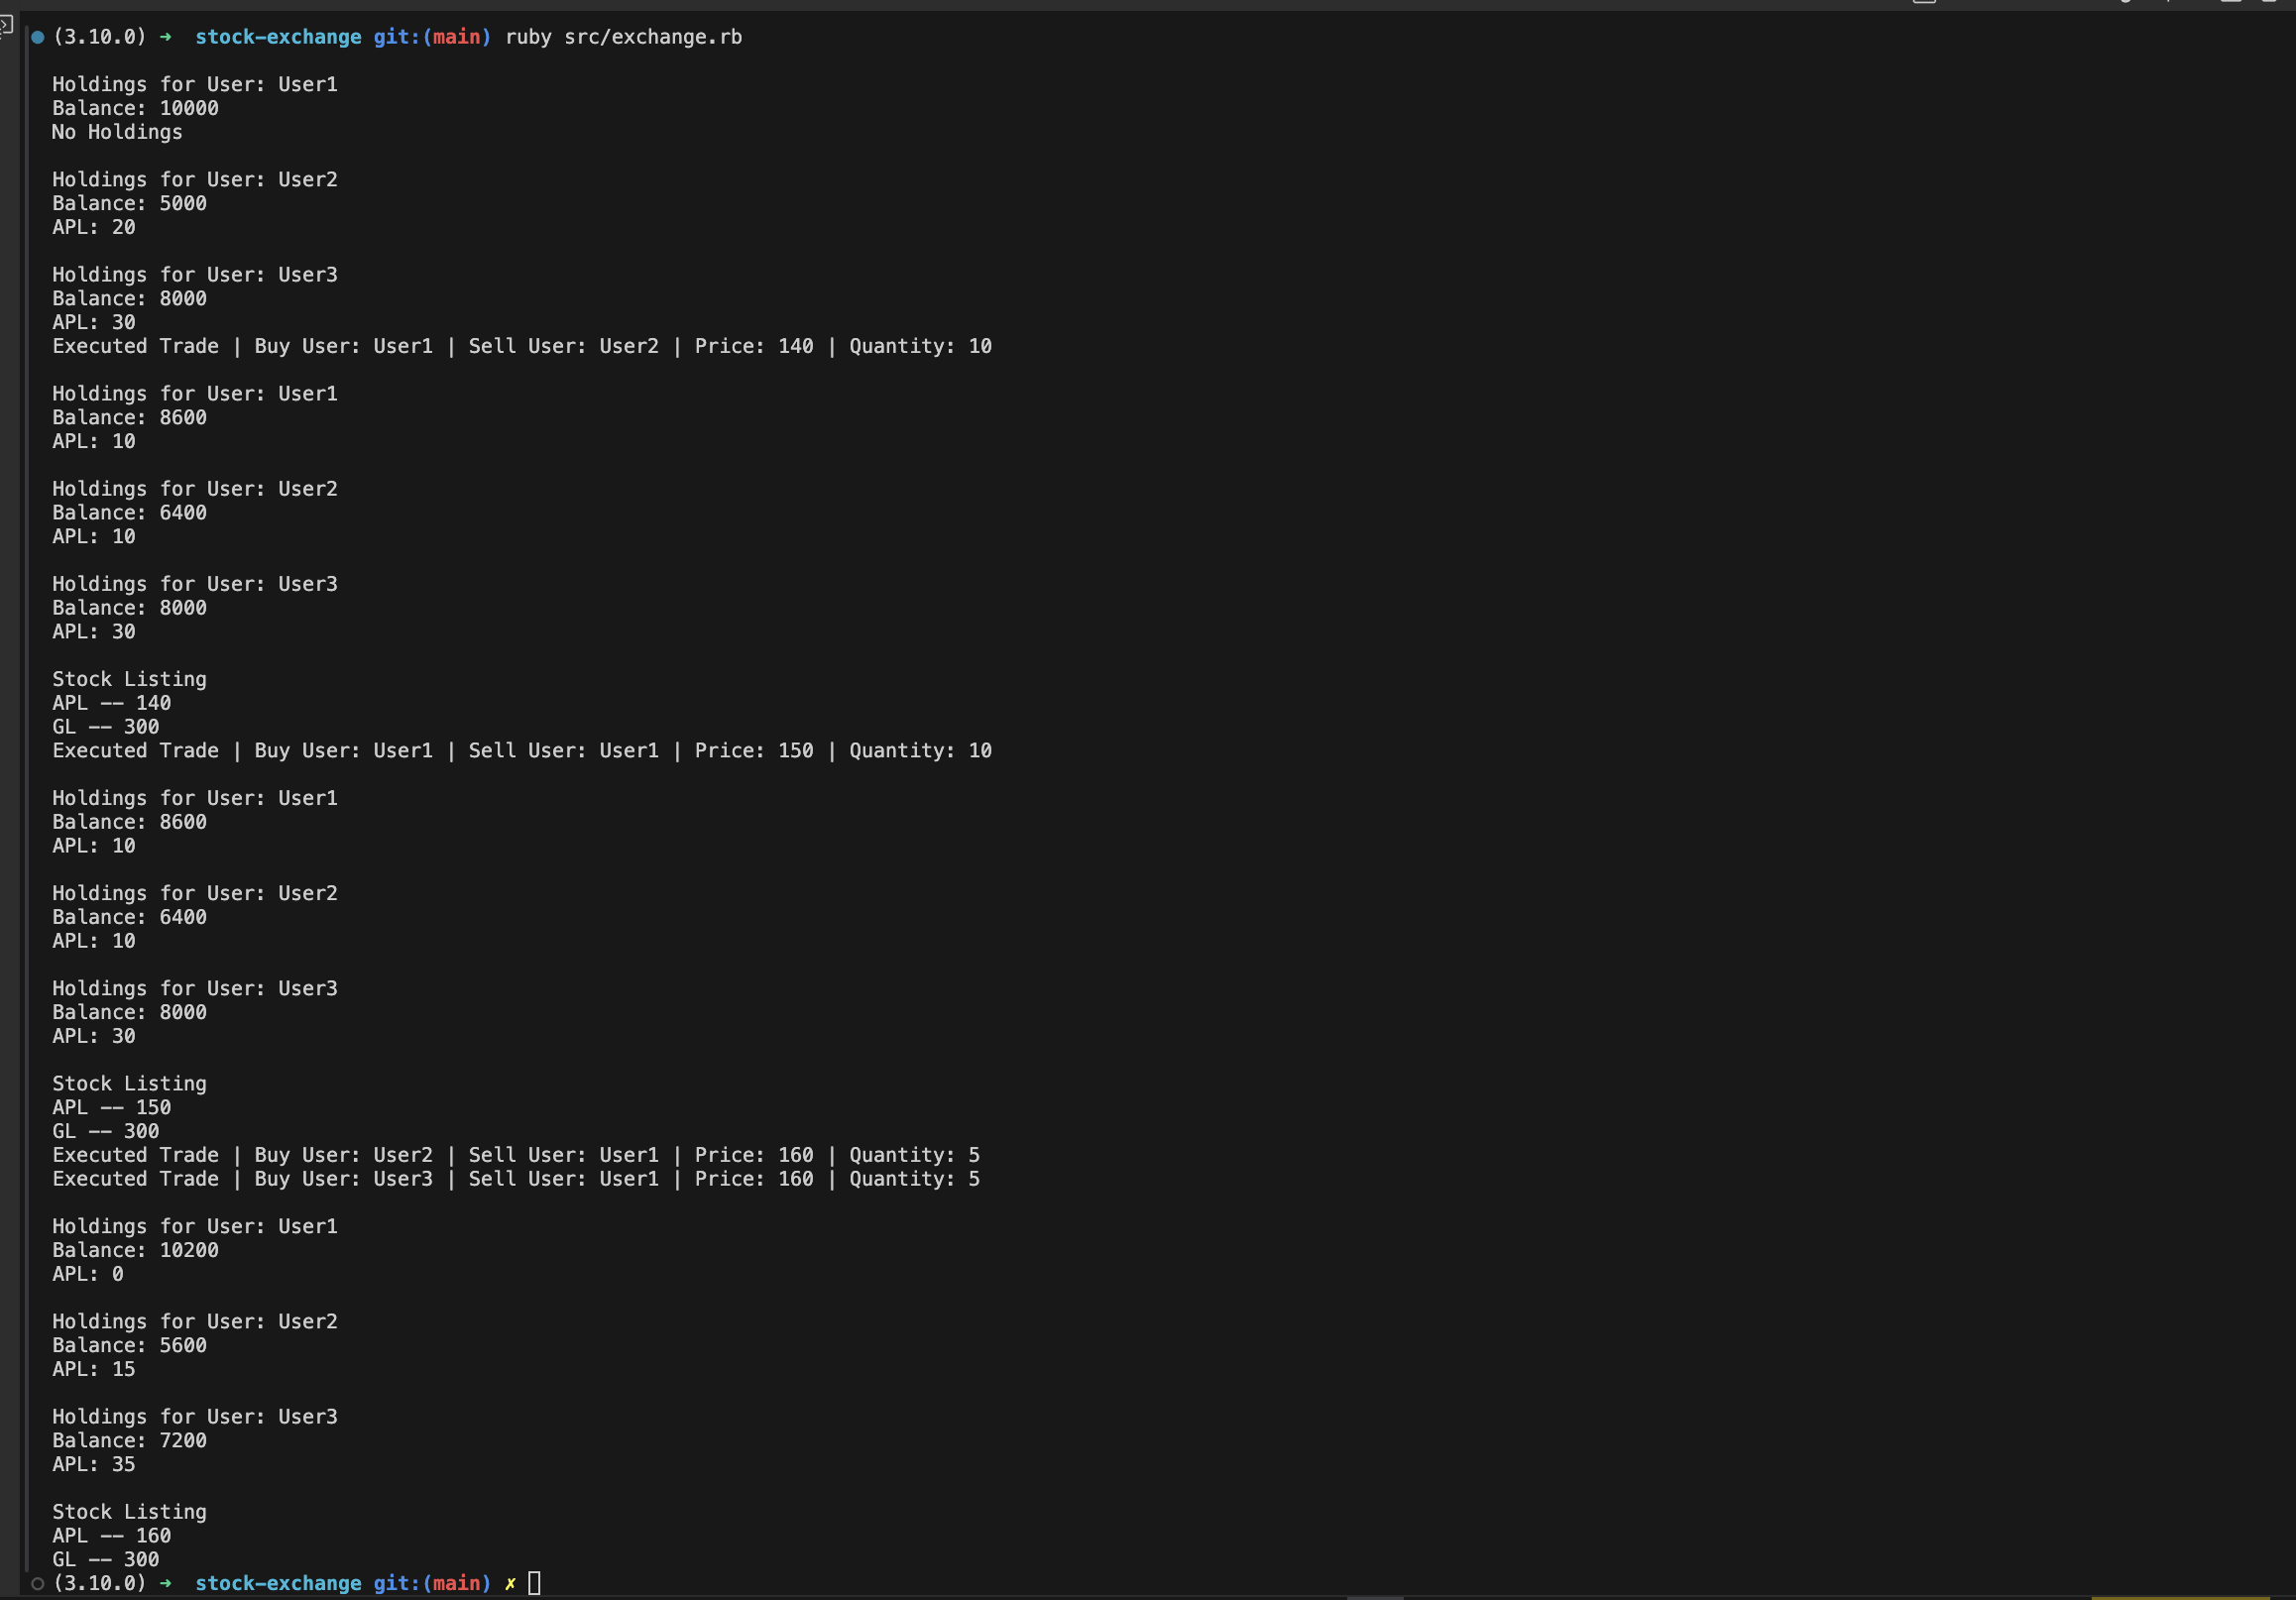 (3.10.0) ➜ stock-exchange git:(main) ruby src/exchange.rb
Holdings for User: User1
Balance: 10000
No Holdings
Holdings for User: User2
Balance: 5000
APL: 20
Holdings for User: User3
Balance: 8000
APL: 30
Executed Trade | Buy User: User1 | Sell User: User2 | Price: 140 | Quantity: 10
Holdings for User: User1
Balance: 8600
APL: 10
Holdings for User: User2
Balance: 6400
APL: 10
Holdings for User: User3
Balance: 8000
APL: 30
Stock Listing
APL -- 140
GL -- 300
Executed Trade | Buy User: User1 | Sell User: User1 | Price: 150 | Quantity: 10
Holdings for User: User1
Balance: 8600
APL: 10
Holdings for User: User2
Balance: 6400
APL: 10
Holdings for User: User3
Balance: 8000
APL: 30
Stock Listing
APL -- 150
GL -- 300
Executed Trade | Buy User: User2 | Sell User: User1 | Price: 160 | Quantity: 5
Executed Trade | Buy User: User3 | Sell User: User1 | Price: 160 | Quantity: 5
Holdings for User: User1
Balance: 10200
APL: 0
Holdings for User: User2
Balance: 5600
APL: 15
Holdings for User: User3
Balance: 7200
APL: 35
Stock Listing
APL -- 160
GL -- 300
(3.10.0) ➜ stock-exchange git:(main) ✗